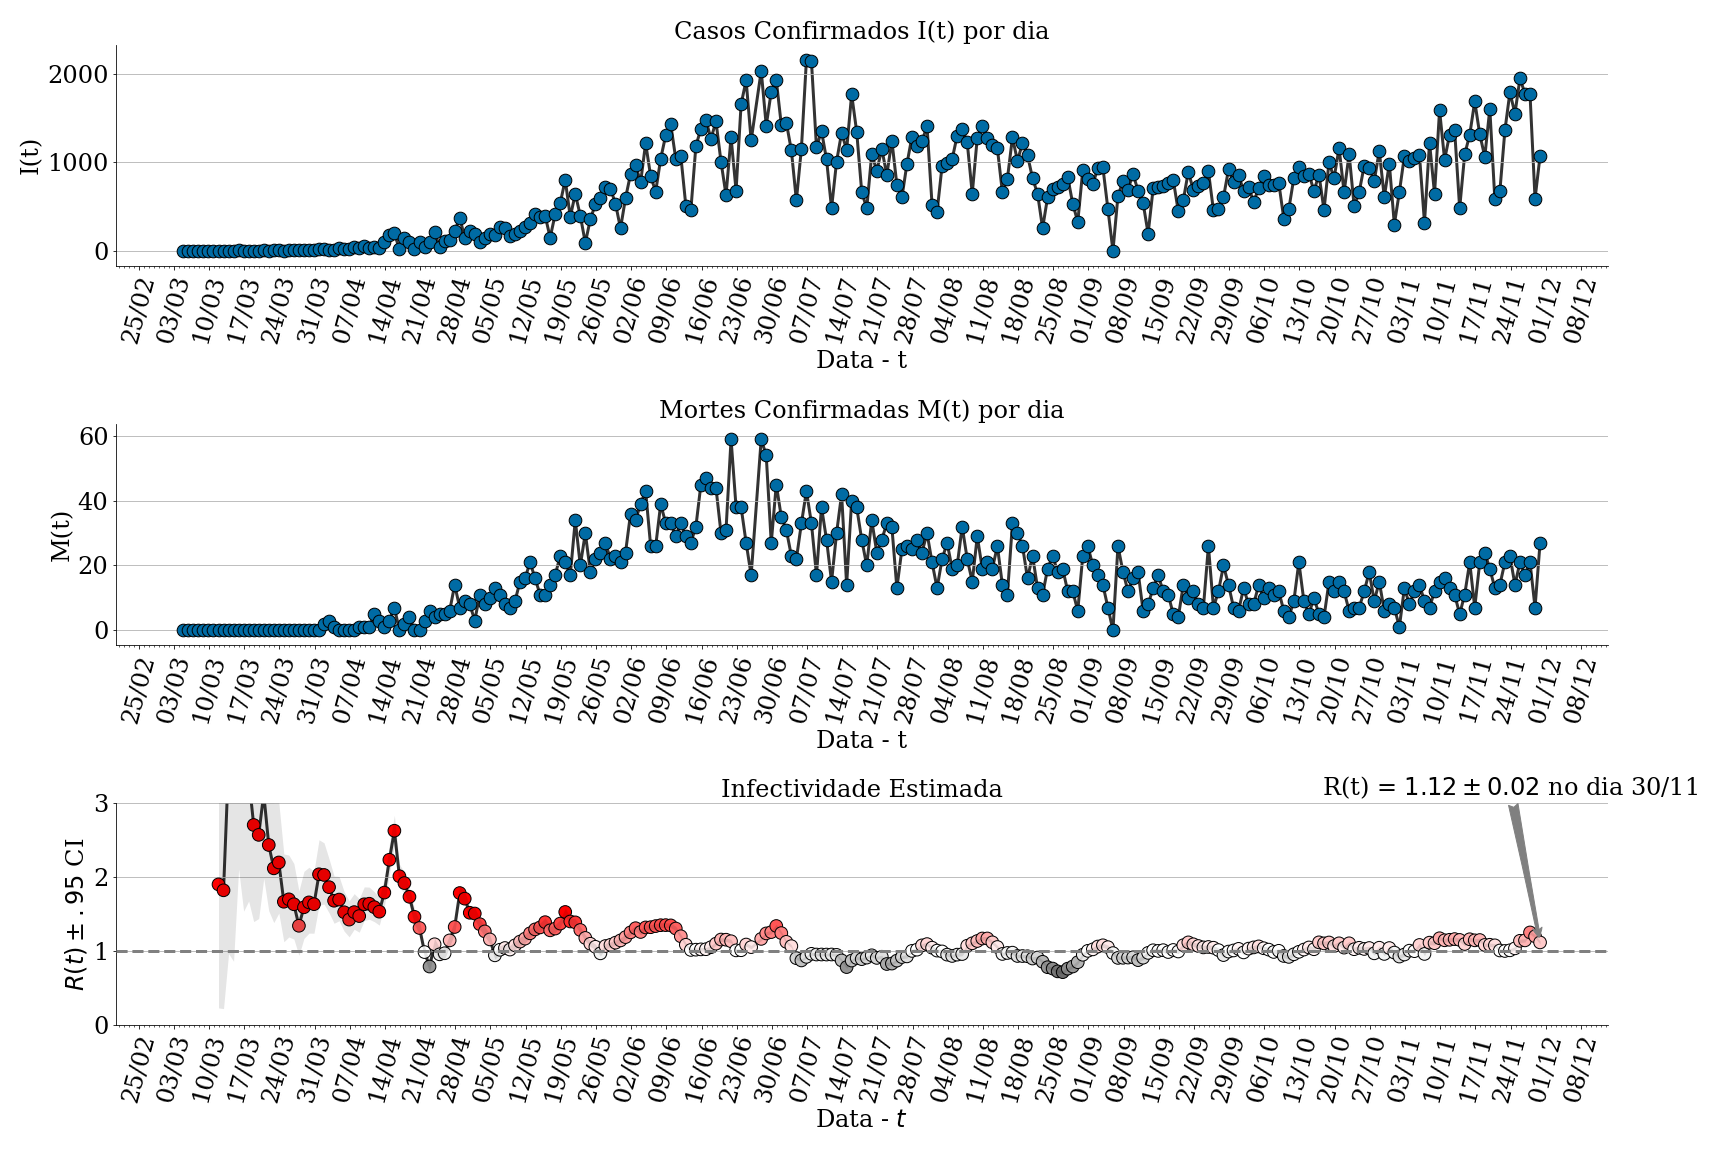 Casos Confirmados I(t) por dia
2000
1000
0
I(t)
25/02 03/03 10/03 17/03 24/03 31/03 07/04 14/04 21/04 28/04 05/05 12/05 19/05 26/05 02/06 09/06 16/06 23/06 30/06 07/07 14/07 21/07 28/07 04/08 11/08 18/08 25/08 01/09 08/09 15/09 22/09 29/09 06/10 13/10 20/10 27/10 03/11 10/11 17/11 24/11 01/12 08/12
Data - t
Mortes Confirmadas M(t) por dia
60
40
20
0
M(t)
25/02 03/03 10/03 17/03 24/03 31/03 07/04 14/04 21/04 28/04 05/05 12/05 19/05 26/05 02/06 09/06 16/06 23/06 30/06 07/07 14/07 21/07 28/07 04/08 11/08 18/08 25/08 01/09 08/09 15/09 22/09 29/09 06/10 13/10 20/10 27/10 03/11 10/11 17/11 24/11 01/12 08/12
Data - t
Infectividade Estimada
R(t) = 1.12 ± 0.02 no dia 30/11
3
2
1
0
R(t) ± .95 CI
25/02 03/03 10/03 17/03 24/03 31/03 07/04 14/04 21/04 28/04 05/05 12/05 19/05 26/05 02/06 09/06 16/06 23/06 30/06 07/07 14/07 21/07 28/07 04/08 11/08 18/08 25/08 01/09 08/09 15/09 22/09 29/09 06/10 13/10 20/10 27/10 03/11 10/11 17/11 24/11 01/12 08/12
Data - t